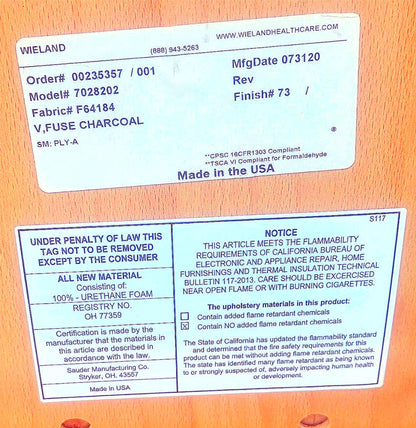 WIELAND
(888) 943-5263
WWW.WIELANDHEALTHCARE.COM
Order# 00235357 / 001
Model# 7028202
Fabric# F64184
V,FUSE CHARCOAL
SM: PLY-A
MfgDate 073120
Rev
Finish# 73 /
®
**CPSC 16CFR1303 Compliant
**TSCA VI Compliant for Formaldehyde
Made in the USA
UNDER PENALTY OF LAW THIS
TAG NOT TO BE REMOVED
EXCEPT BY THE CONSUMER
ALL NEW MATERIAL
Consisting of:
100% - URETHANE FOAM
REGISTRY NO.
OH 77359
Certification is made by the
manufacturer that the materials in
this article are described in
accordance with the law.
Sauder Manufacturing Co.
Stryker, OH, 43557
Made in USA
S117
NOTICE
THIS ARTICLE MEETS THE FLAMMABILITY
REQUIREMENTS OF CALIFORNIA BUREAU OF
ELECTRONIC AND APPLIANCE REPAIR, HOME
FURNISHINGS AND THERMAL INSULATION TECHNICAL
BULLETIN 117-2013. CARE SHOULD BE EXCERCISED
NEAR OPEN FLAME OR WITH BURNING CIGARETTES.
The upholstery materials in this product:
Contain added flame retardant chemicals
Contain NO added flame retardant chemicals
The State of California has updated the flammability standard
and determined that the fire safety requirements for this
product can be met without adding flame retardant chemicals.
The state has identified many flame retardant as being known
to or strongly suspected of, adversely impacting human health
or development.